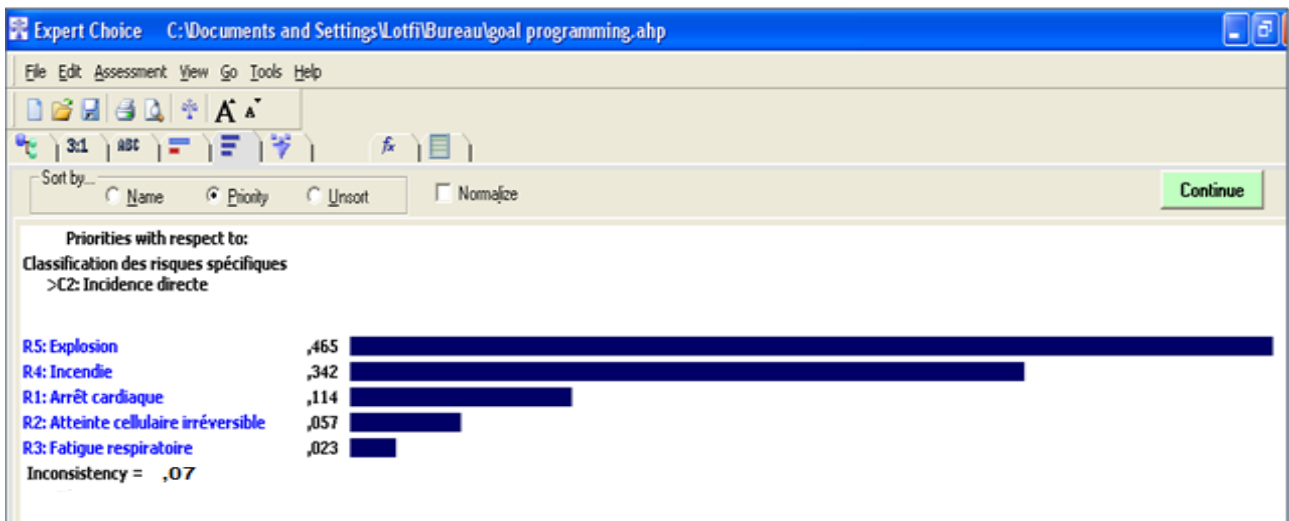 Expert Choice C:\Documents and Settings\Lotfi\Bureau\goal programming.ahp
File Edit Assessment View Go Tools Help
A A
3:1 ABC fx
Sort by... Name Priority Unsort Normalize Continue
Priorities with respect to:
Classification des risques spécifiques
>C2: Incidence directe
R5: Explosion ,465
R4: Incendie ,342
R1: Arrêt cardiaque ,114
R2: Atteinte cellulaire irréversible ,057
R3: Fatigue respiratoire ,023
Inconsistency = ,07